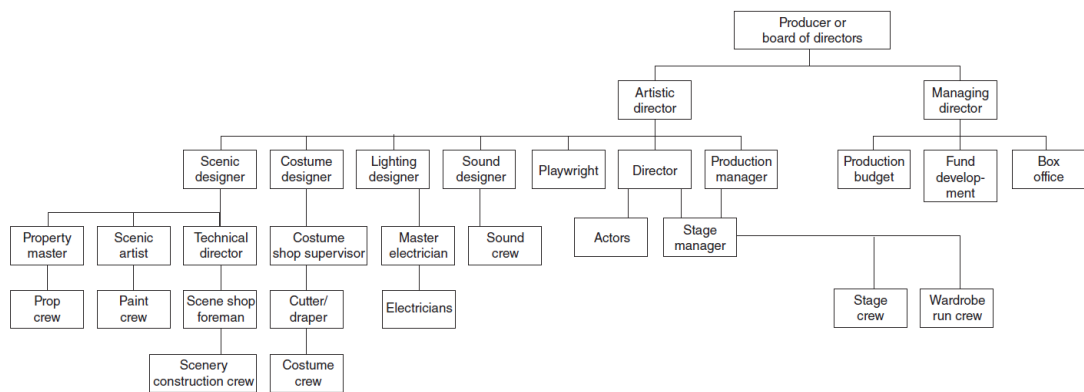 Producer or
board of directors
Artistic
director
Managing
director
Scenic
designer
Costume
designer
Lighting
designer
Sound
designer
Playwright
Director
Production
manager
Production
budget
Fund
develop-
ment
Box
office
Property
master
Scenic
artist
Technical
director
Costume
shop supervisor
Master
electrician
Sound
crew
Actors
Stage
manager
Prop
crew
Paint
crew
Scene shop
foreman
Cutter/
draper
Electricians
Stage
crew
Wardrobe
run crew
Scenery
construction crew
Costume
crew